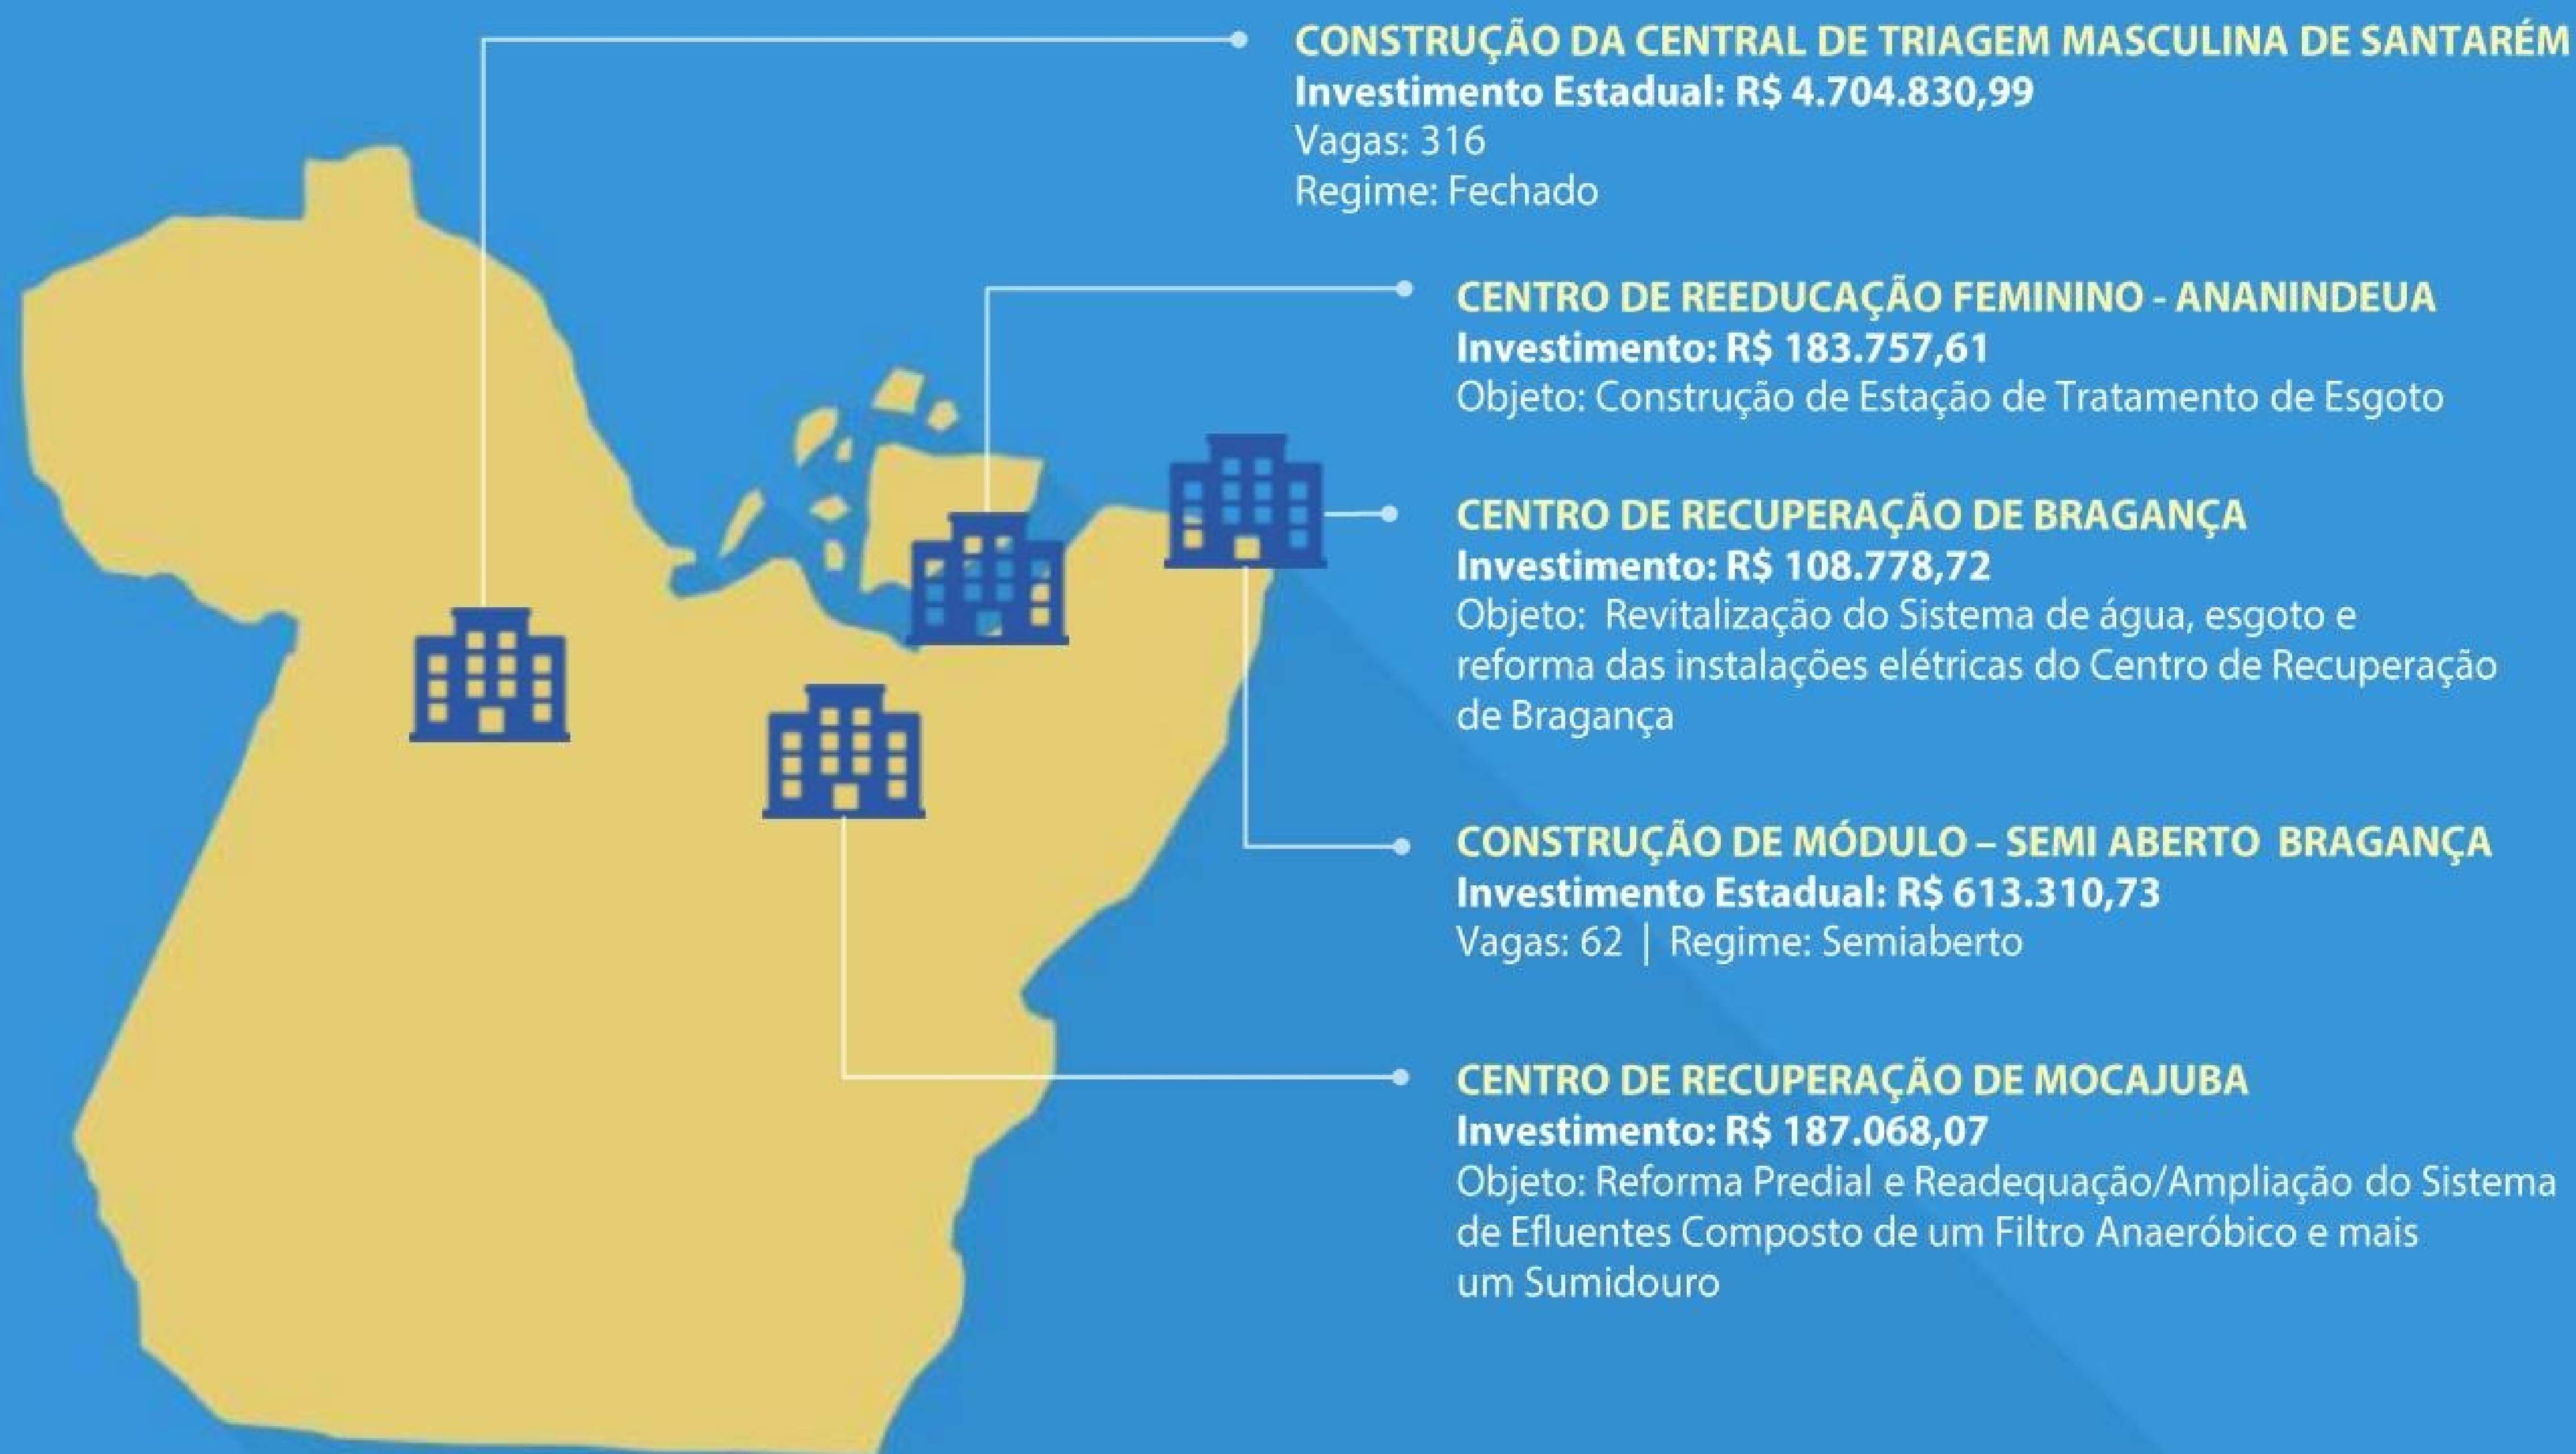 CONSTRUÇÃO DA CENTRAL DE TRIAGEM MASCULINA DE SANTARÉM
Investimento Estadual: R$ 4.704.830,99
Vagas: 316
Regime: Fechado
CENTRO DE REEDUCAÇÃO FEMININO - ANANINDEUA
Investimento: R$ 183.757,61
Objeto: Construção de Estação de Tratamento de Esgoto
CENTRO DE RECUPERAÇÃO DE BRAGANÇA
Investimento: R$ 108.778,72
Objeto: Revitalização do Sistema de água, esgoto e
reforma das instalações elétricas do Centro de Recuperação
de Bragança
CONSTRUÇÃO DE MÓDULO – SEMI ABERTO BRAGANÇA
Investimento Estadual: R$ 613.310,73
Vagas: 62 | Regime: Semiaberto
CENTRO DE RECUPERAÇÃO DE MOCAJUBA
Investimento: R$ 187.068,07
Objeto: Reforma Predial e Readequação/Ampliação do Sistema
de Efluentes Composto de um Filtro Anaeróbico e mais
um Sumidouro